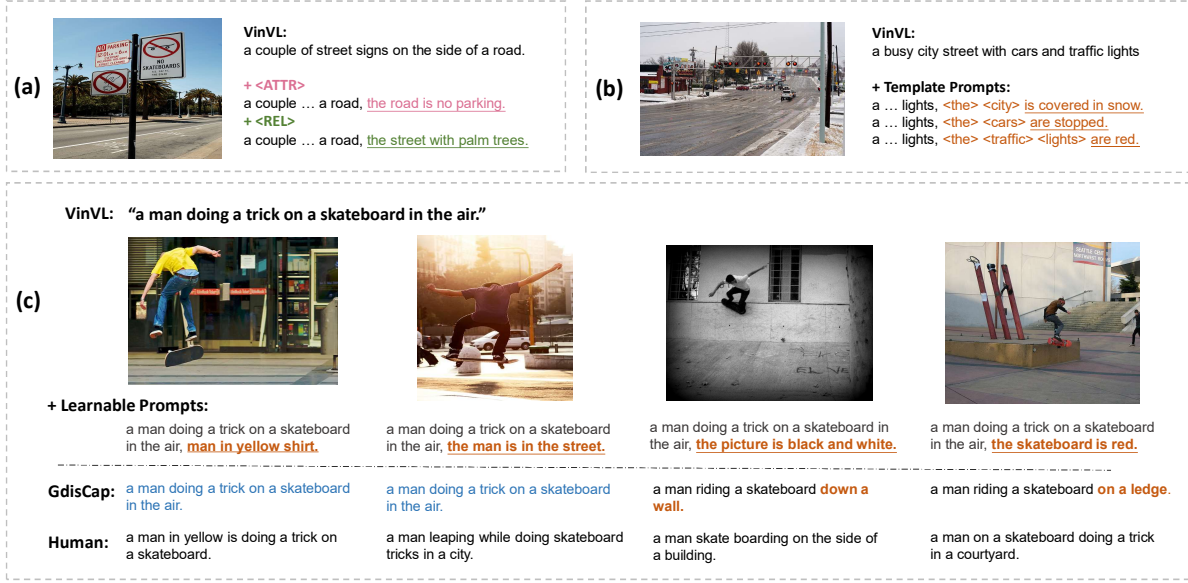 (a)
NO
PARKING
NO
SKATEBOARDS
VinVL:
a couple of street signs on the side of a road.
+ <ATTR>
a couple … a road, the road is no parking.
+ <REL>
a couple … a road, the street with palm trees.
(b)
VinVL:
a busy city street with cars and traffic lights
+ Template Prompts:
a … lights, <the> <city> is covered in snow.
a … lights, <the> <cars> are stopped.
a … lights, <the> <traffic> <lights> are red.
(c)
VinVL: “a man doing a trick on a skateboard in the air.”
+ Learnable Prompts:
a man doing a trick on a skateboard
in the air, man in yellow shirt.
a man doing a trick on a skateboard
in the air, the man is in the street.
a man doing a trick on a skateboard in
the air, the picture is black and white.
a man doing a trick on a skateboard
in the air, the skateboard is red.
GdisCap:
a man doing a trick on a skateboard
in the air.
a man doing a trick on a skateboard
in the air.
a man riding a skateboard down a
wall.
a man riding a skateboard on a ledge.
Human:
a man in yellow is doing a trick on
a skateboard.
a man leaping while doing skateboard
tricks in a city.
a man skate boarding on the side of
a building.
a man on a skateboard doing a trick
in a courtyard.